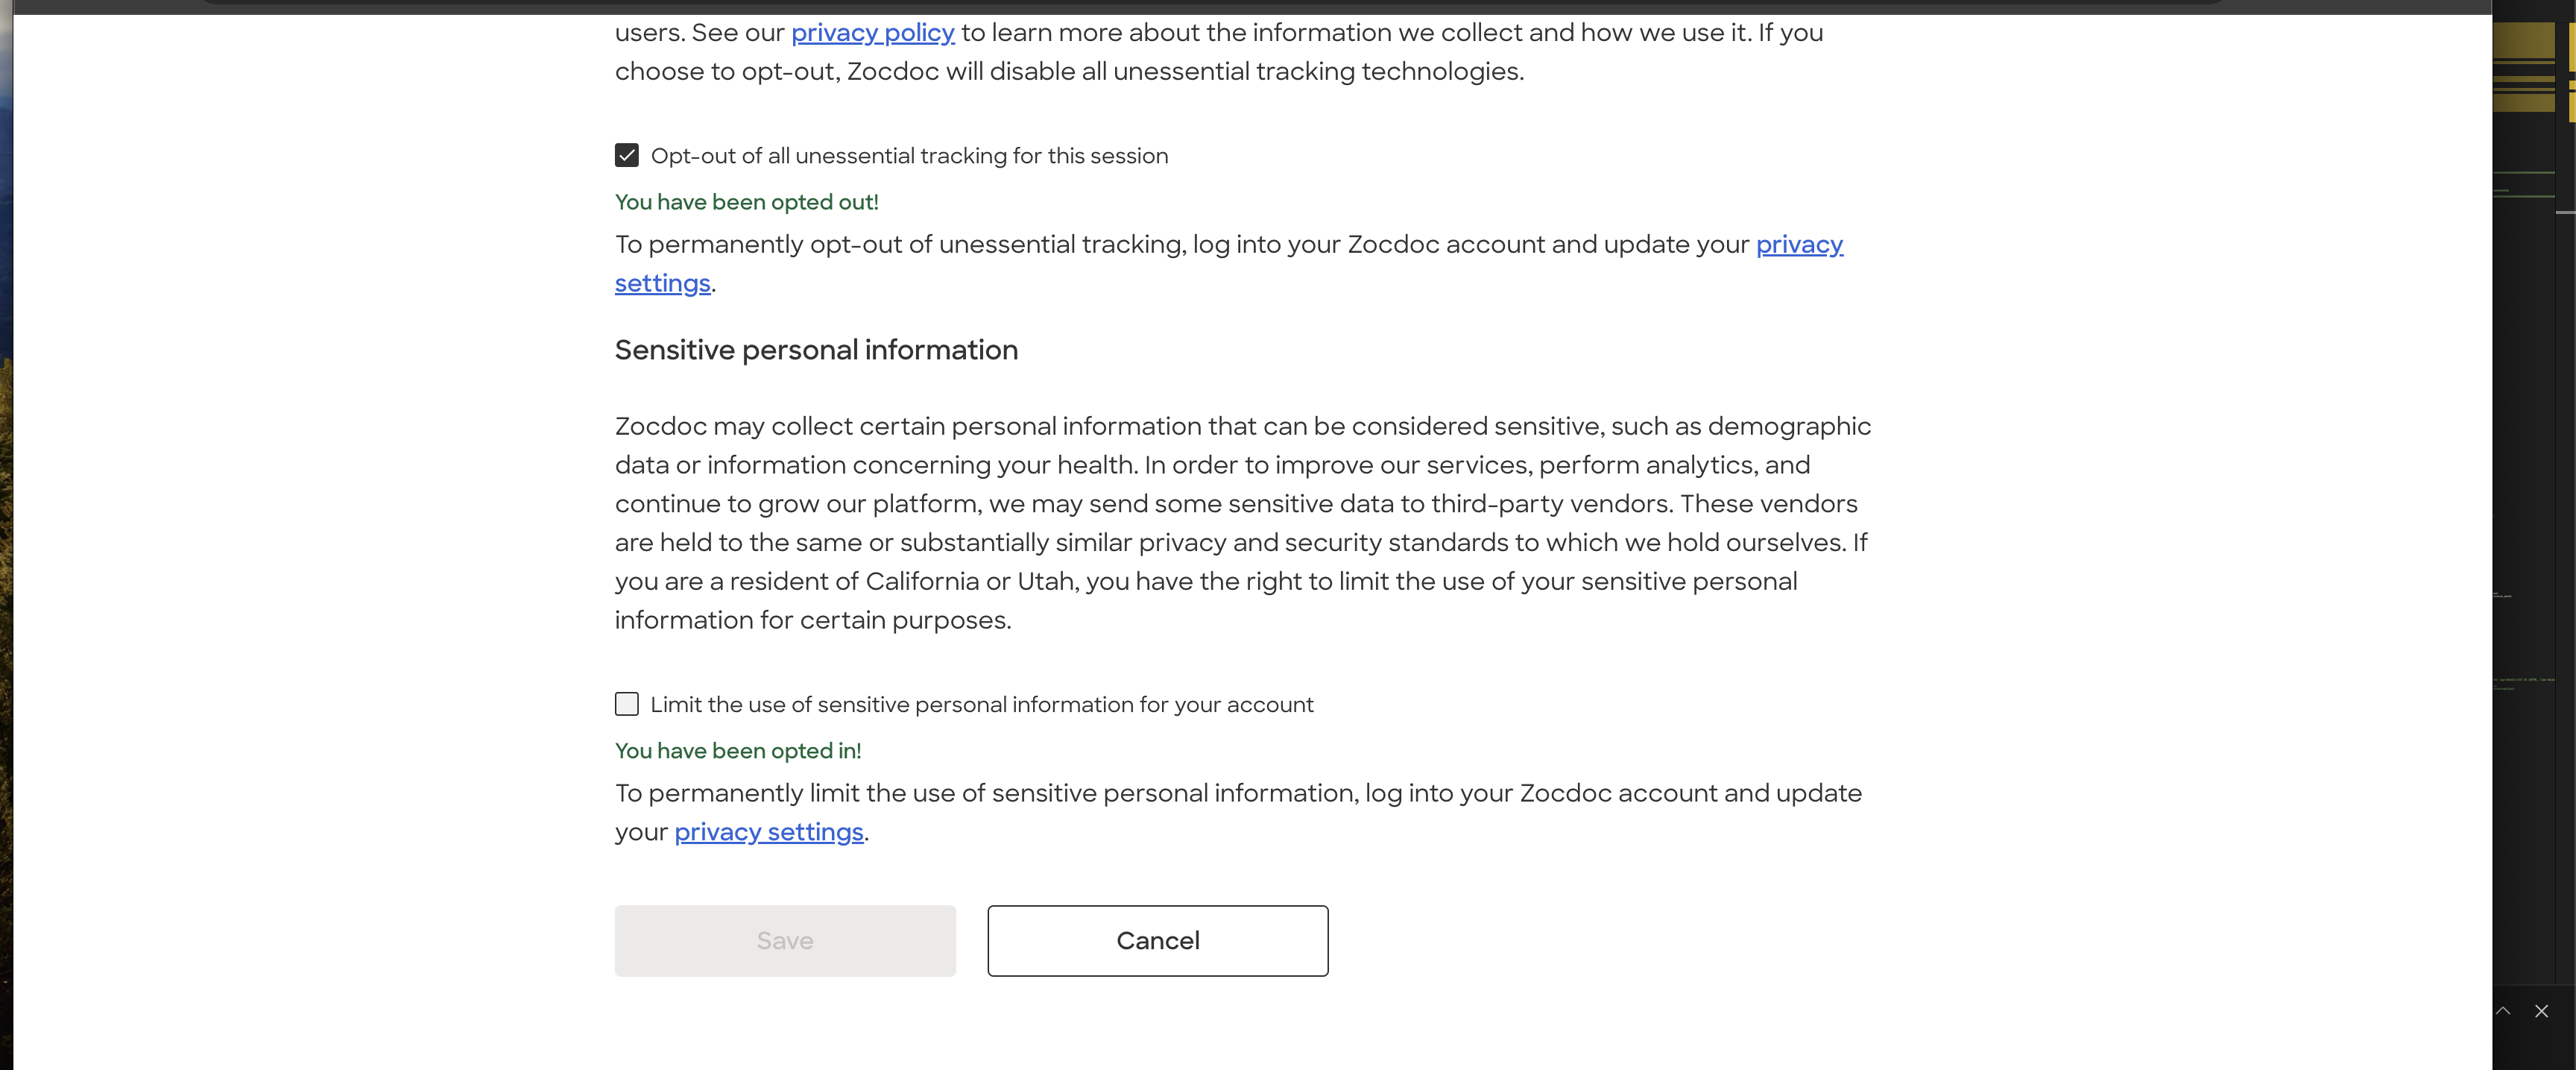 users. See our privacy policy to learn more about the information we collect and how we use it. If you
choose to opt-out, Zocdoc will disable all unessential tracking technologies.
Opt-out of all unessential tracking for this session
You have been opted out!
To permanently opt-out of unessential tracking, log into your Zocdoc account and update your privacy
settings.
Sensitive personal information
Zocdoc may collect certain personal information that can be considered sensitive, such as demographic
data or information concerning your health. In order to improve our services, perform analytics, and
continue to grow our platform, we may send some sensitive data to third-party vendors. These vendors
are held to the same or substantially similar privacy and security standards to which we hold ourselves. If
you are a resident of California or Utah, you have the right to limit the use of your sensitive personal
information for certain purposes.
Limit the use of sensitive personal information for your account
You have been opted in!
To permanently limit the use of sensitive personal information, log into your Zocdoc account and update
your privacy settings.
Save
Cancel